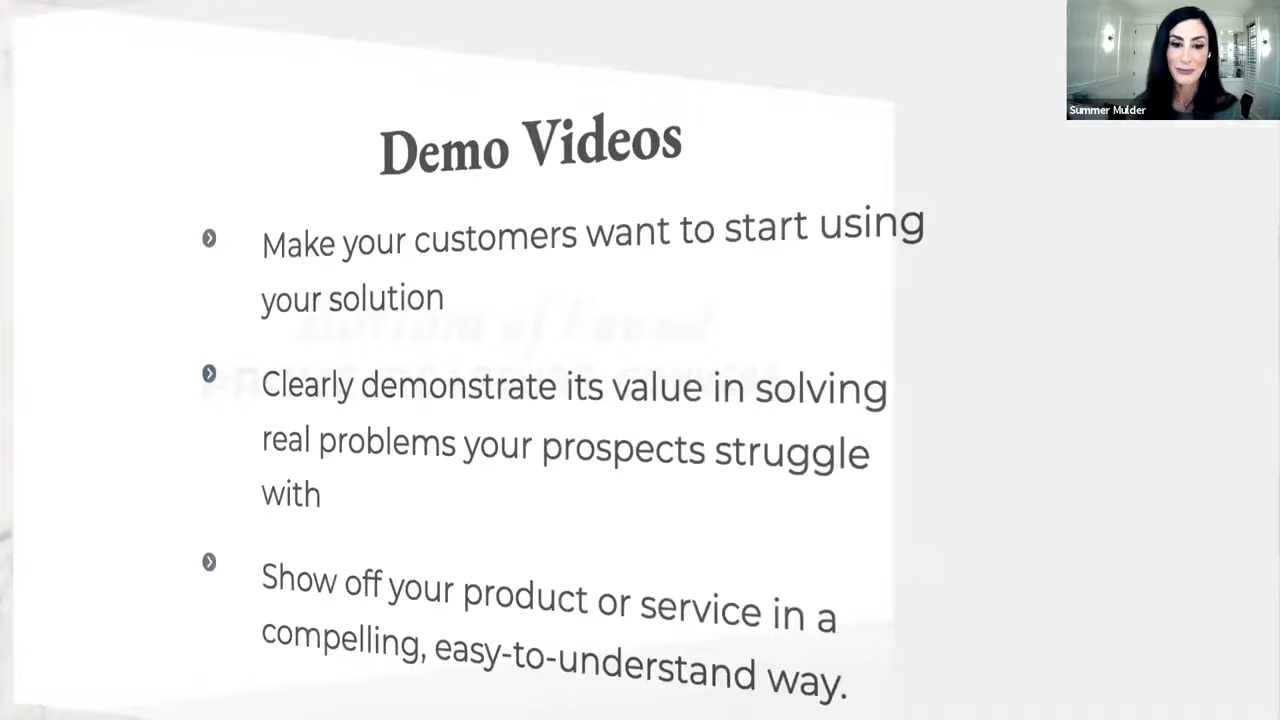 Summer Mulder
Demo Videos
Make your customers want to start using
your solution
Clearly demonstrate its value in solving
real problems your prospects struggle
with
Show off your product or service in a
compelling, easy-to-understand way.